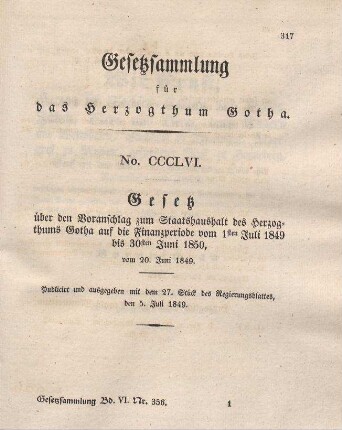 317
Gesetzsammlung
für
das Herzogthum Gotha.
No. CCCLVI.
Gesetz
über den Voranschlag zum Staatshaushalt des Herzog-
thums Gotha auf die Finanzperiode vom 1sten Juli 1849
bis 30sten Juni 1850,
vom 20. Juni 1849.
Publicirt und ausgegeben mit dem 27. Stück des Regierungsblattes,
den 5. Juli 1849.
Gesetzsammlung Bd. VI. Nr. 356.
1